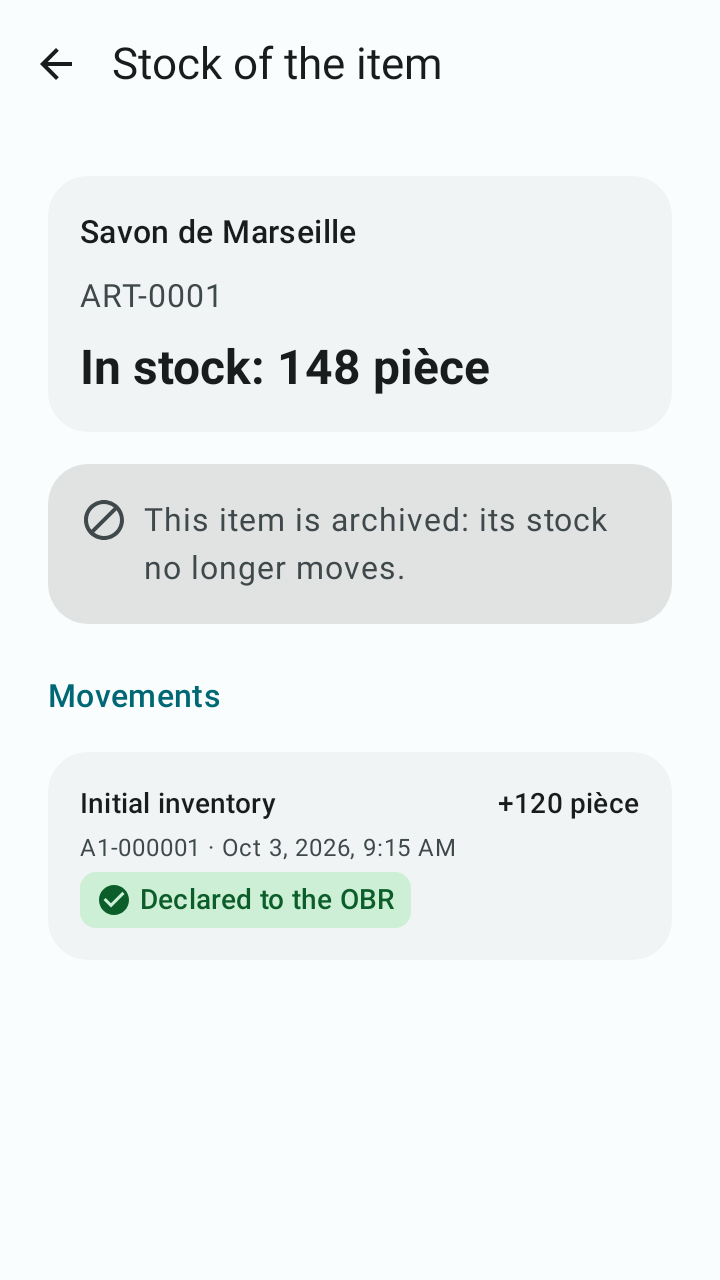 Stock of the item
Savon de Marseille
ART-0001
In stock: 148 pièce
This item is archived: its stock
no longer moves.
Movements
Initial inventory +120 pièce
A1-000001 · Oct 3, 2026, 9:15 AM
Declared to the OBR